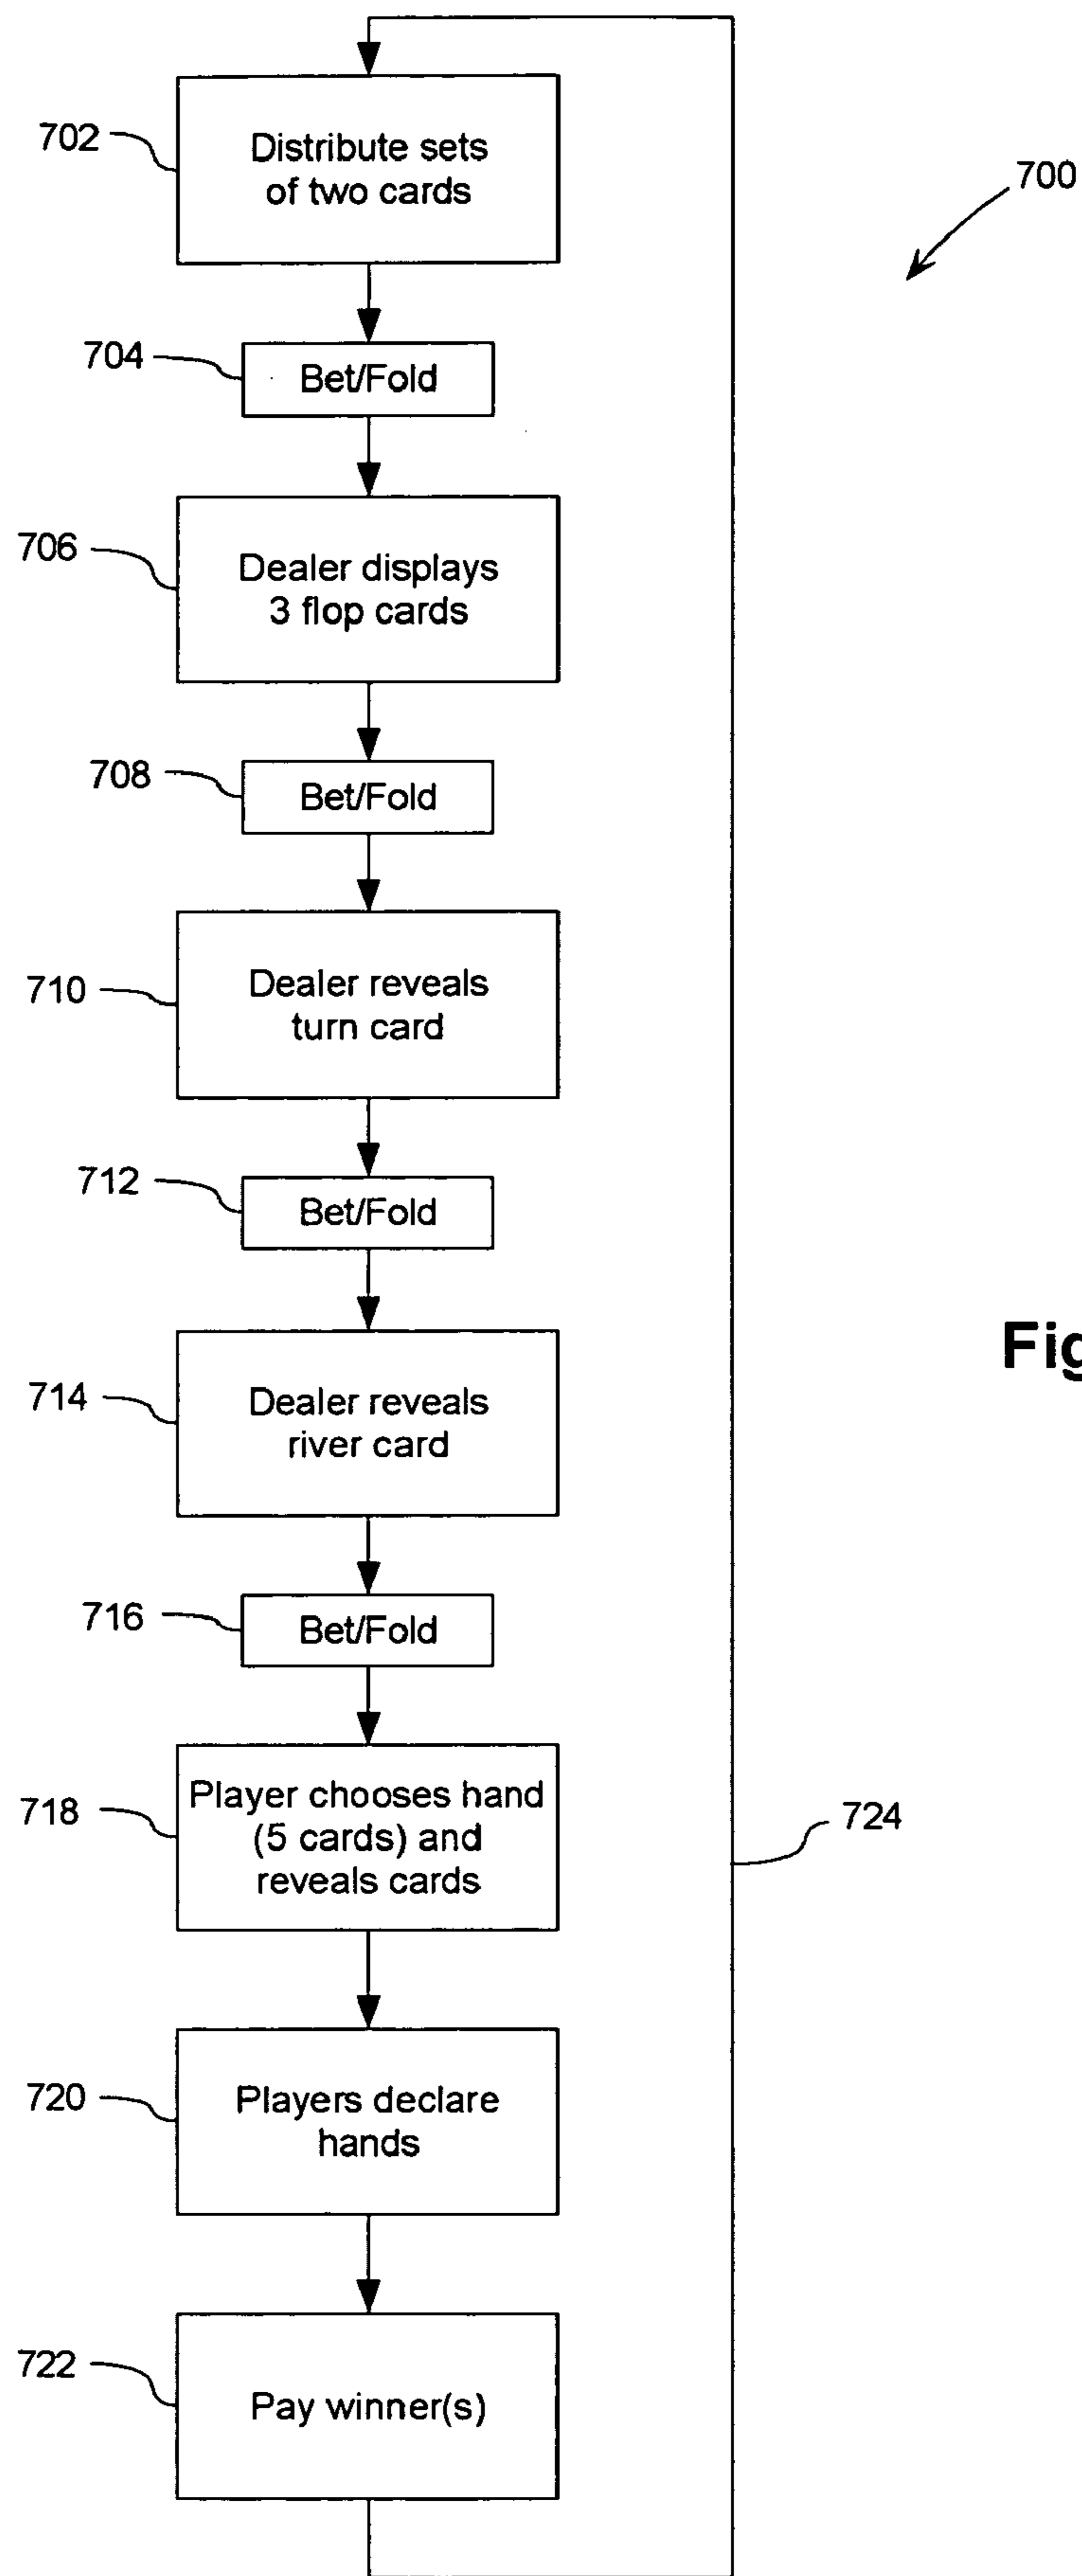 702
Distribute sets
of two cards
700
704
Bet/Fold
706
Dealer displays
3 flop cards
708
Bet/Fold
710
Dealer reveals
turn card
712
Bet/Fold
Fig
714
Dealer reveals
river card
716
Bet/Fold
718
Player chooses hand
(5 cards) and
reveals cards
724
720
Players declare
hands
722
Pay winner(s)